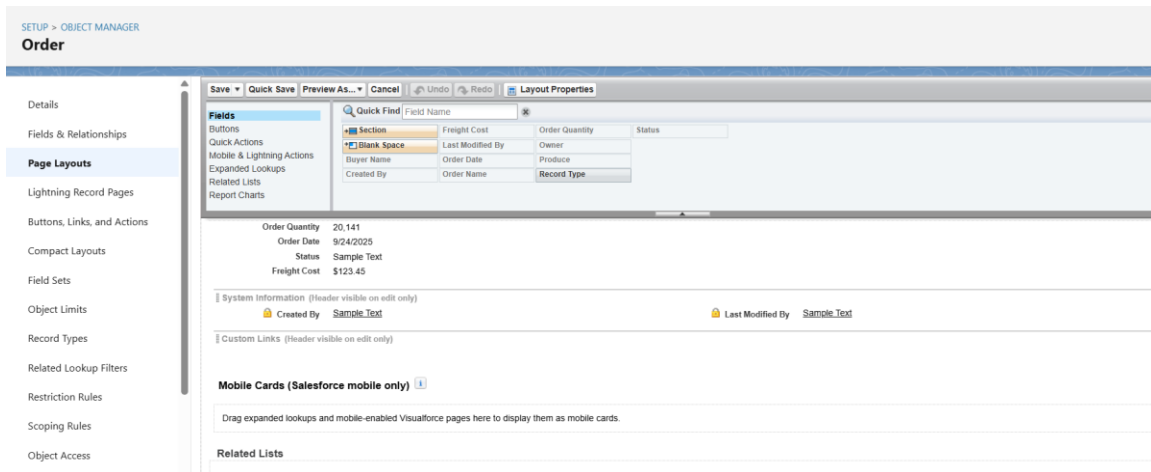 SETUP > OBJECT MANAGER
Order
Details
Fields & Relationships
Page Layouts
Lightning Record Pages
Buttons, Links, and Actions
Compact Layouts
Field Sets
Object Limits
Record Types
Related Lookup Filters
Restriction Rules
Scoping Rules
Object Access
Save Quick Save Preview As... Cancel Undo Redo Layout Properties
Fields
Buttons
Quick Actions
Mobile & Lightning Actions
Expanded Lookups
Related Lists
Report Charts
Quick Find Field Name
Section Freight Cost Order Quantity Status
Blank Space Last Modified By Owner
Buyer Name Order Date Produce
Created By Order Name Record Type
Order Quantity 20,141
Order Date 9/24/2025
Status Sample Text
Freight Cost $123.45
System Information (Header visible on edit only)
Created By Sample Text Last Modified By Sample Text
Custom Links (Header visible on edit only)
Mobile Cards (Salesforce mobile only) i
Drag expanded lookups and mobile-enabled Visualforce pages here to display them as mobile cards.
Related Lists